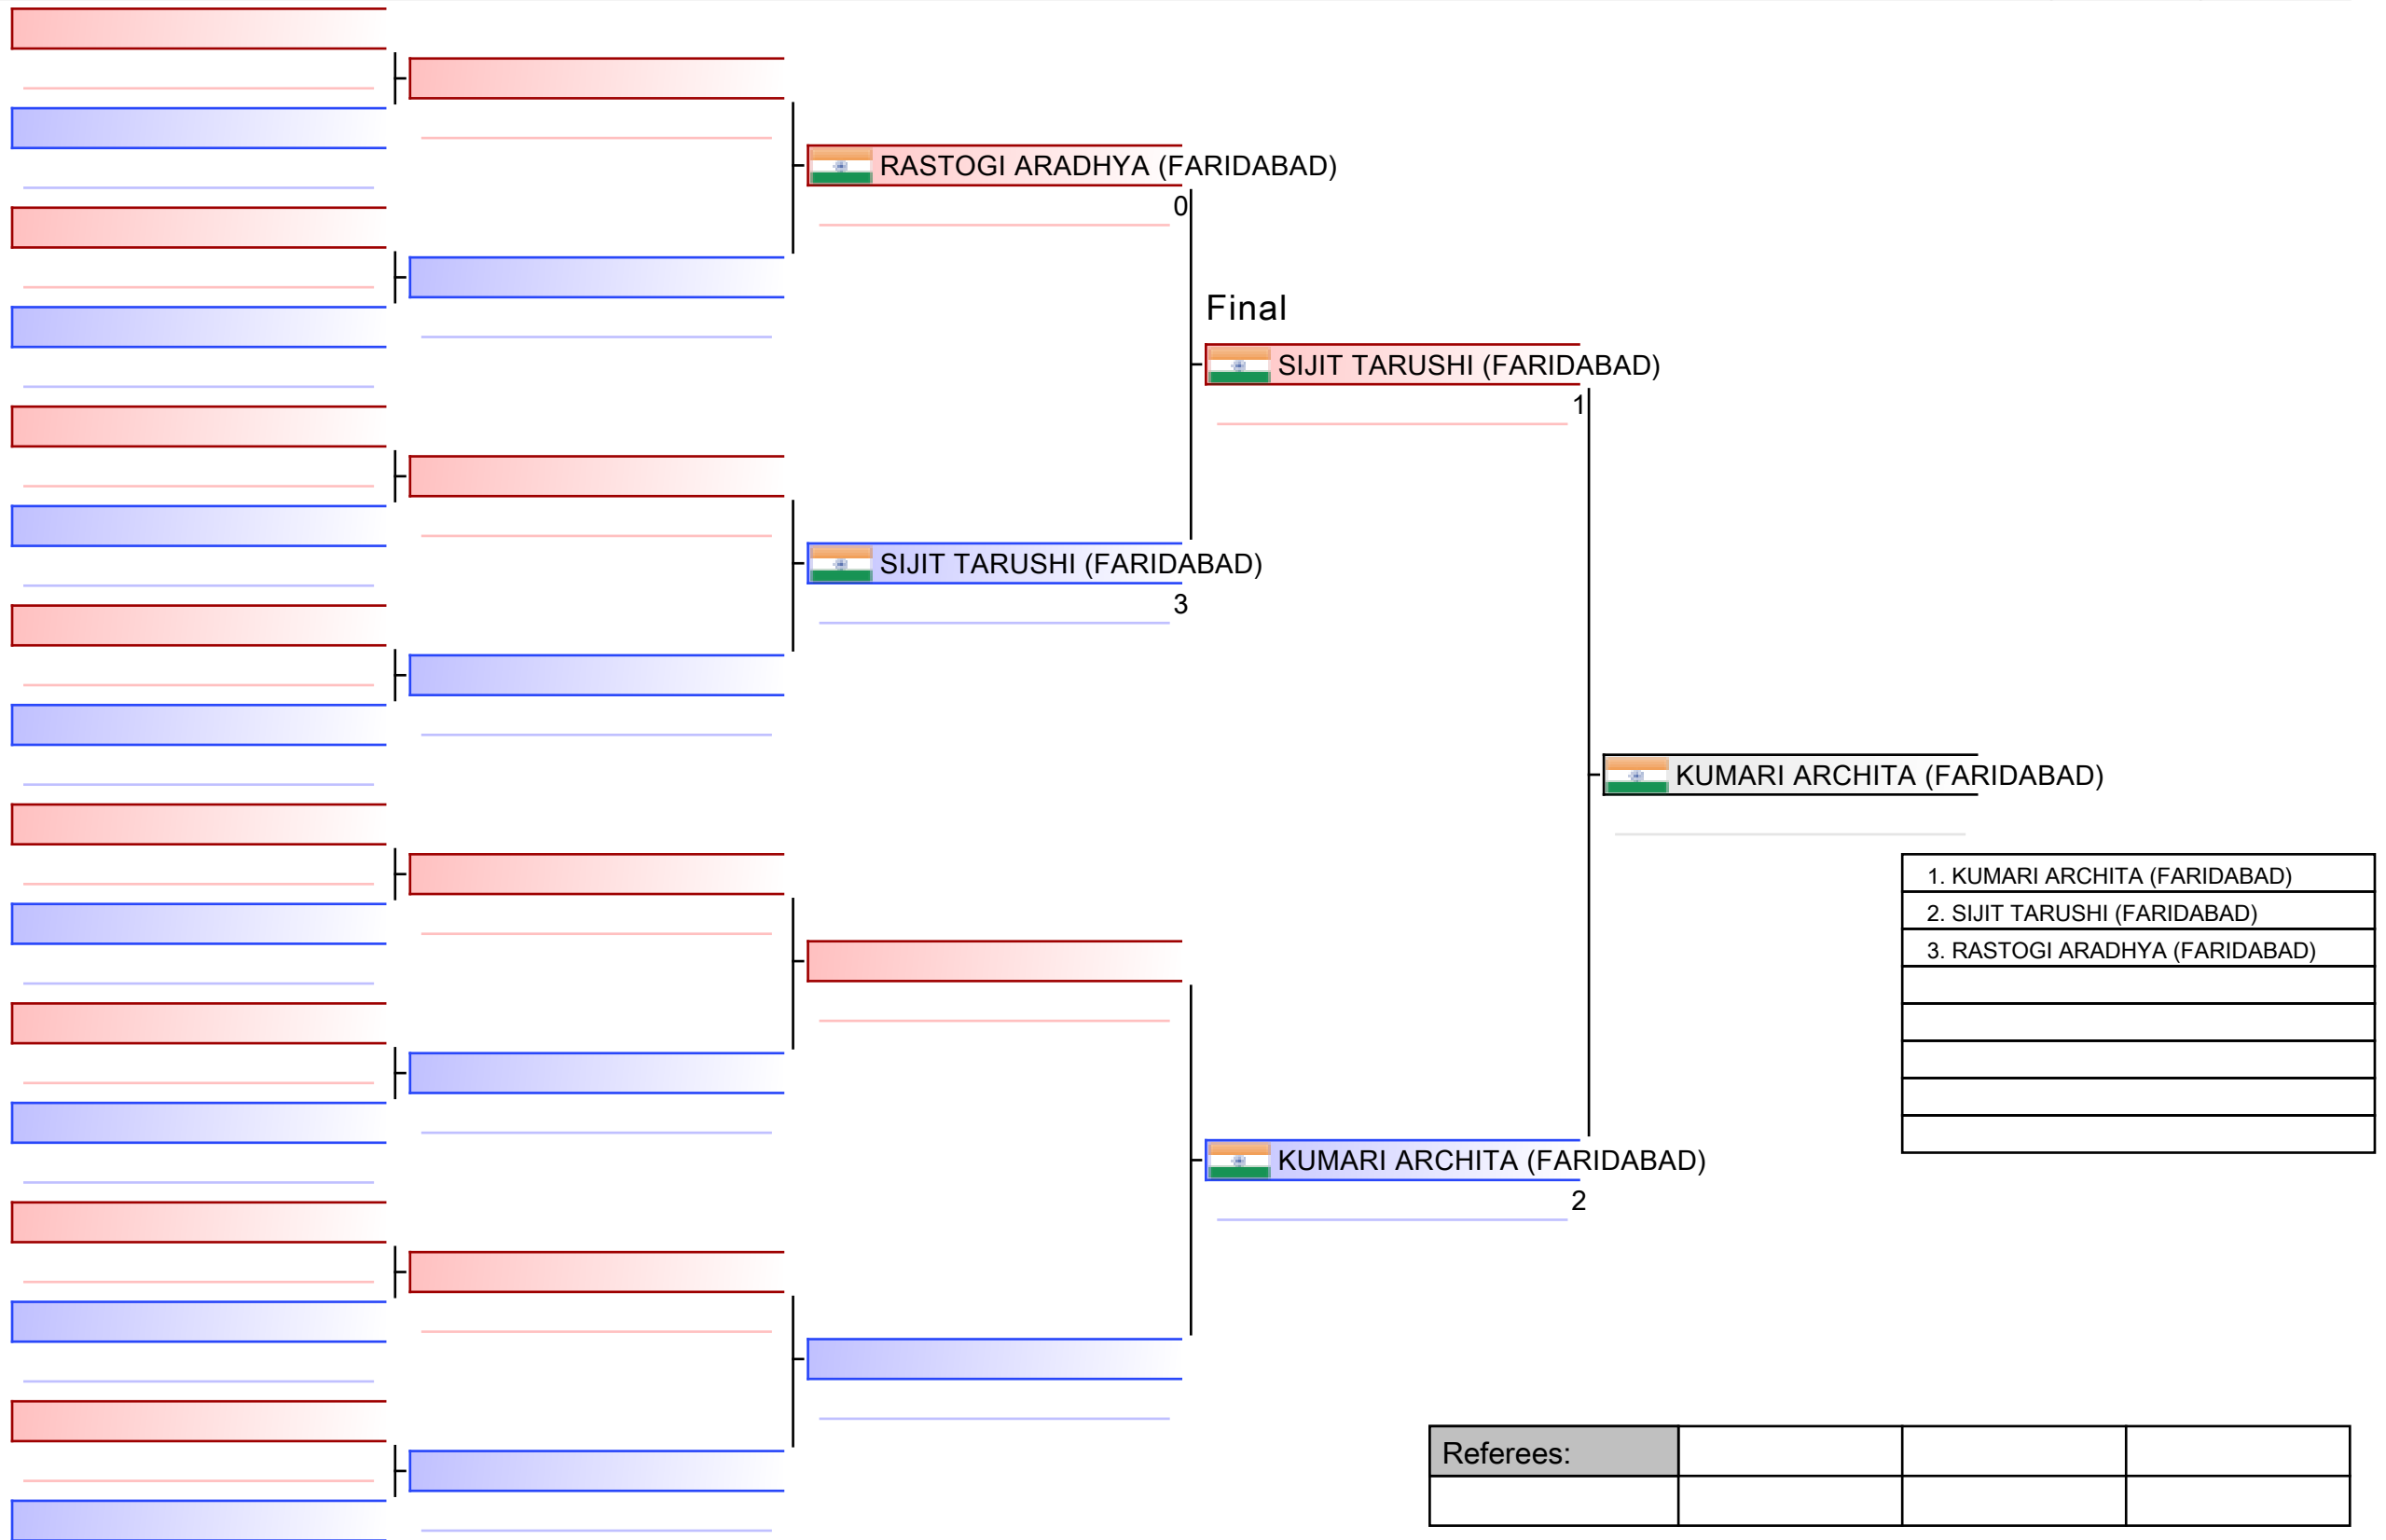 RASTOGI ARADHYA (FARIDABAD)
0
Final
SIJIT TARUSHI (FARIDABAD)
1
SIJIT TARUSHI (FARIDABAD)
3
KUMARI ARCHITA (FARIDABAD)
1. KUMARI ARCHITA (FARIDABAD)
2. SIJIT TARUSHI (FARIDABAD)
3. RASTOGI ARADHYA (FARIDABAD)
KUMARI ARCHITA (FARIDABAD)
2
Referees: